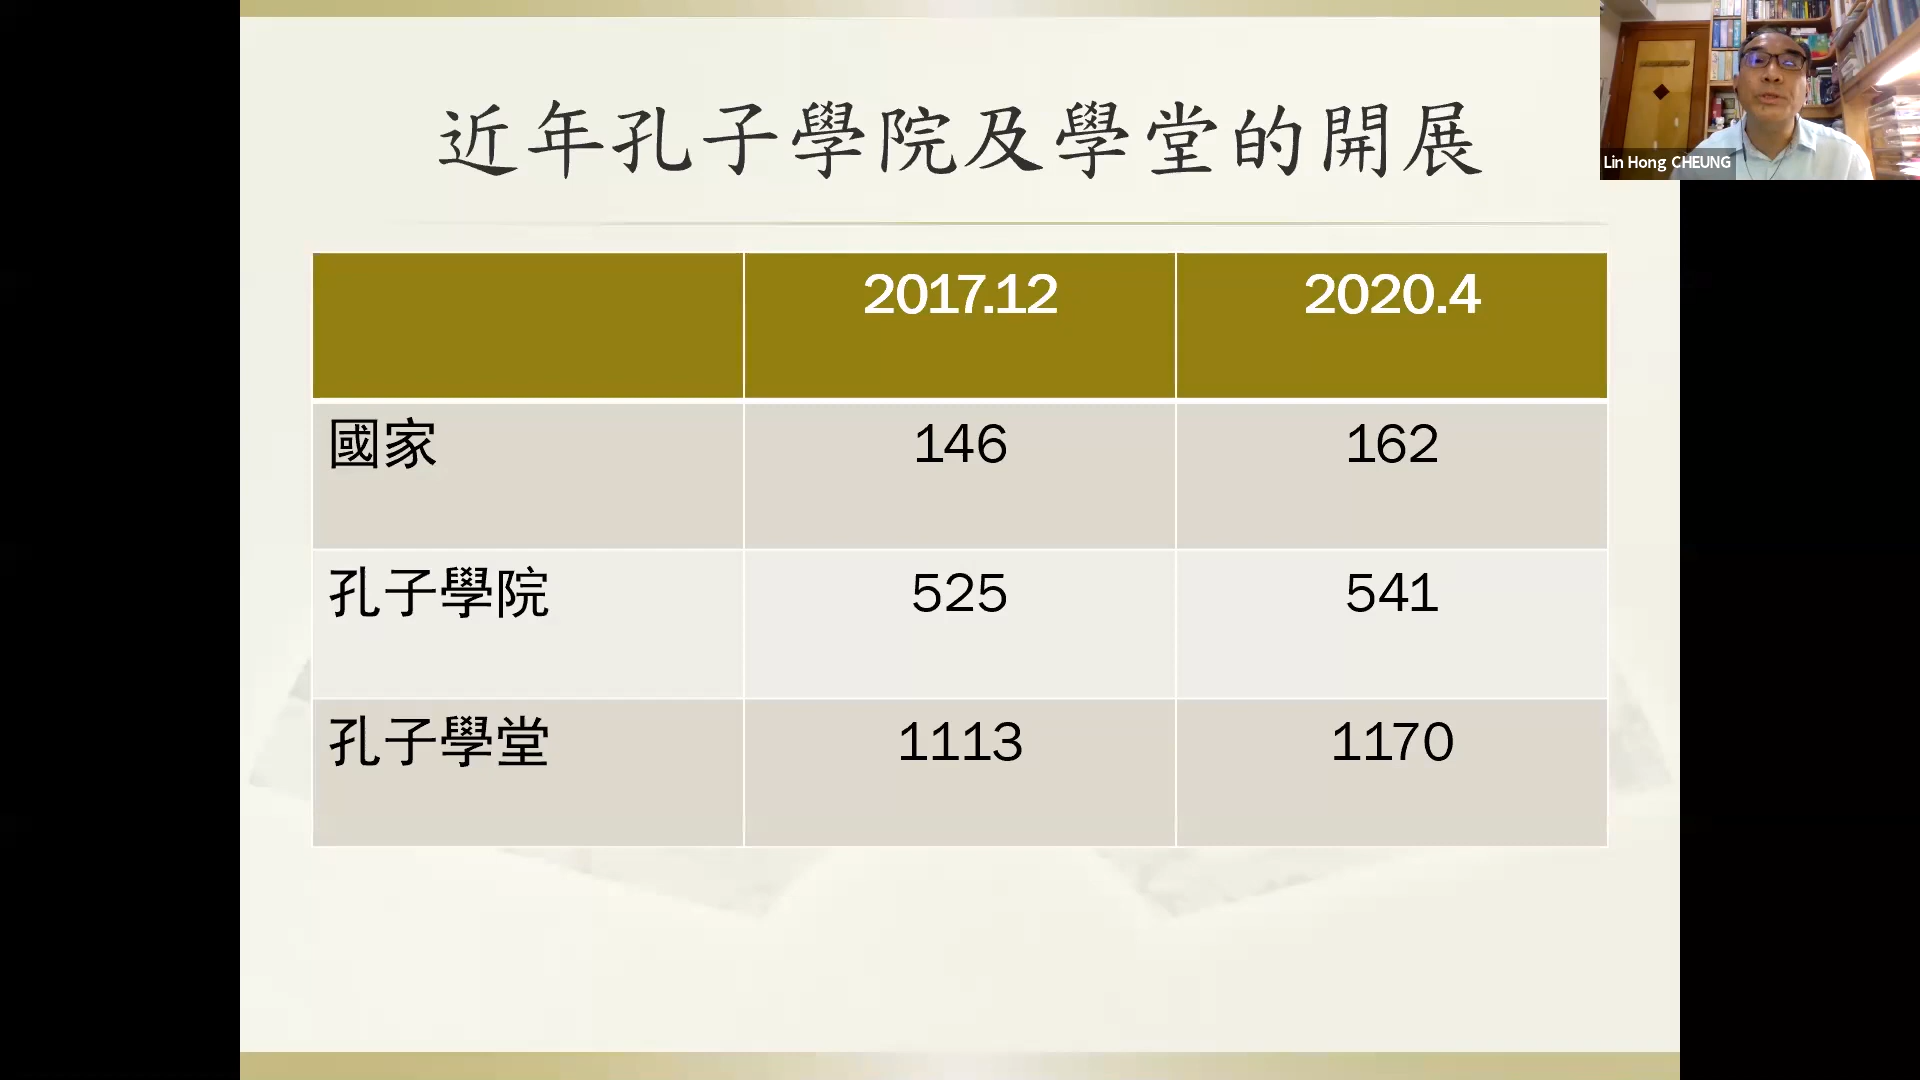 近年孔子學院及學堂的開展
Lin Hong CHEUNG
2017.12 2020.4
國家 146 162
孔子學院 525 541
孔子學堂 1113 1170